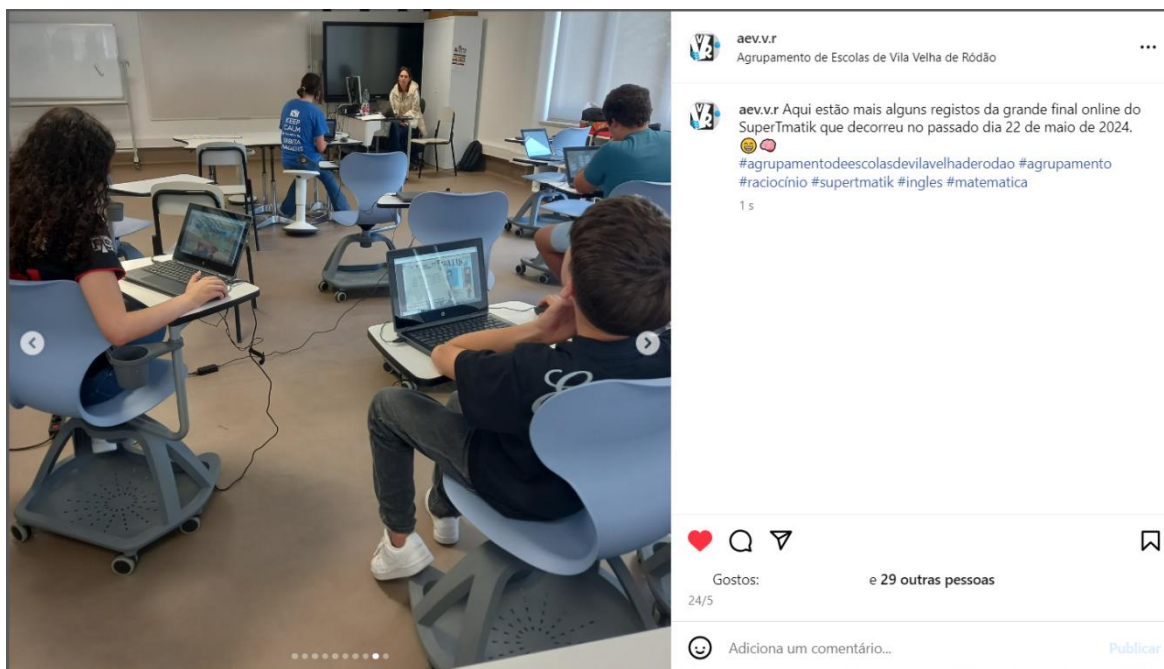 aev.v.r
Agrupamento de Escolas de Vila Velha de Ródão
aev.v.r Aqui estão mais alguns registos da grande final online do
SuperTmatik que decorreu no passado dia 22 de maio de 2024.
#agrupamentodeescolasdevilavelhaderodao #agrupamento
#raciocínio #supertmatik #ingles #matematica
1 s
Gostos: e 29 outras pessoas
24/5
Adiciona um comentário...
Publicar
KEEP
CALM